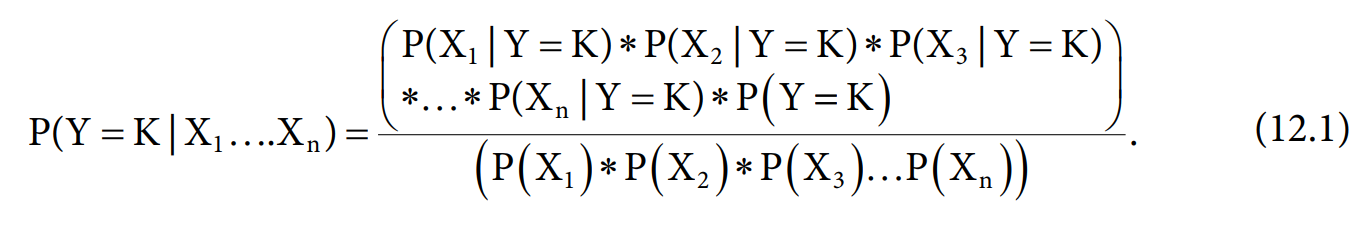 P(X₁ | Y = K) * P(X₂ | Y = K) * P(X₃ | Y = K)
*…* P(Xₙ | Y = K) * P(Y = K)
P(Y = K | X₁….Xₙ) = . (12.1)
(P(X₁) * P(X₂) * P(X₃)…P(Xₙ))